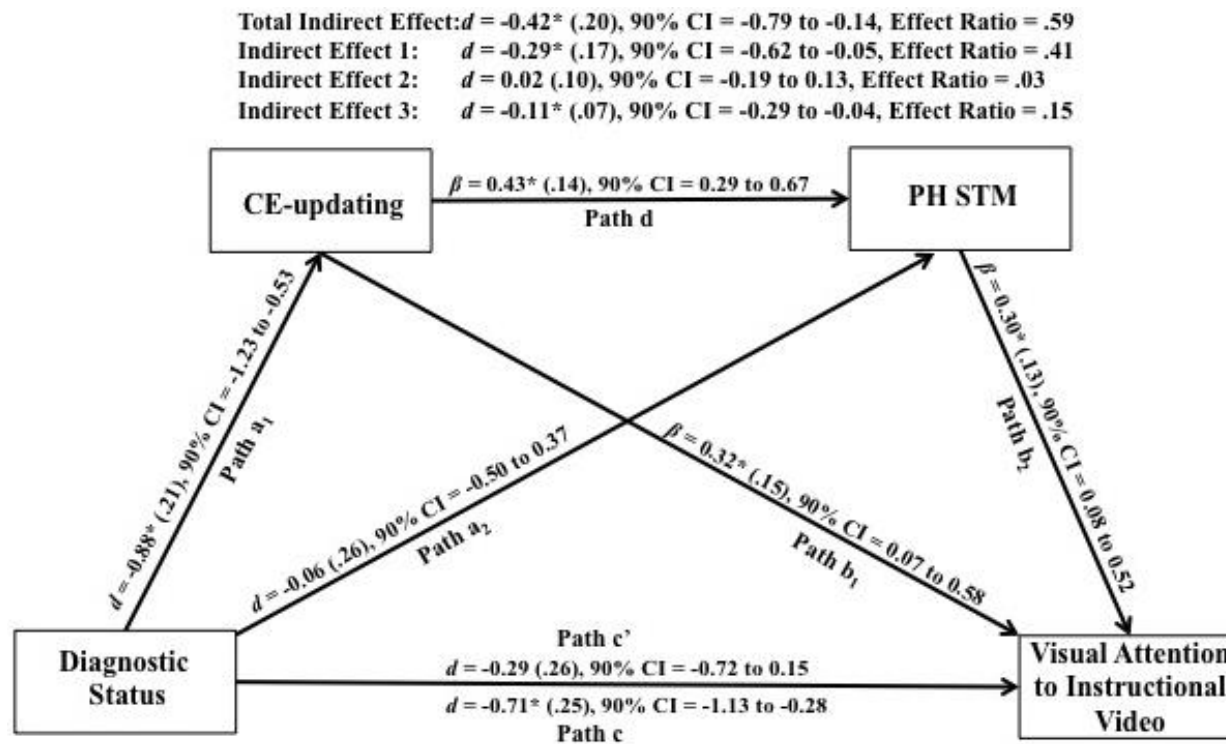 Total Indirect Effect: d = -0.42* (.20), 90% CI = -0.79 to -0.14, Effect Ratio = .59
Indirect Effect 1: d = -0.29* (.17), 90% CI = -0.62 to -0.05, Effect Ratio = .41
Indirect Effect 2: d = 0.02 (.10), 90% CI = -0.19 to 0.13, Effect Ratio = .03
Indirect Effect 3: d = -0.11* (.07), 90% CI = -0.29 to -0.04, Effect Ratio = .15
CE-updating
β = 0.43* (.14), 90% CI = 0.29 to 0.67
Path d
PH STM
d = -0.88* (.21), 90% CI = -1.23 to -0.53
Path a₁
d = -0.06 (.26), 90% CI = -0.50 to 0.37
Path a₂
β = 0.32* (.15), 90% CI = 0.07 to 0.58
Path b₁
β = 0.30* (.13), 90% CI = 0.08 to 0.52
Path b₂
Diagnostic
Status
Path c’
d = -0.29 (.26), 90% CI = -0.72 to 0.15
d = -0.71* (.25), 90% CI = -1.13 to -0.28
Path c
Visual Attention
to Instructional
Video